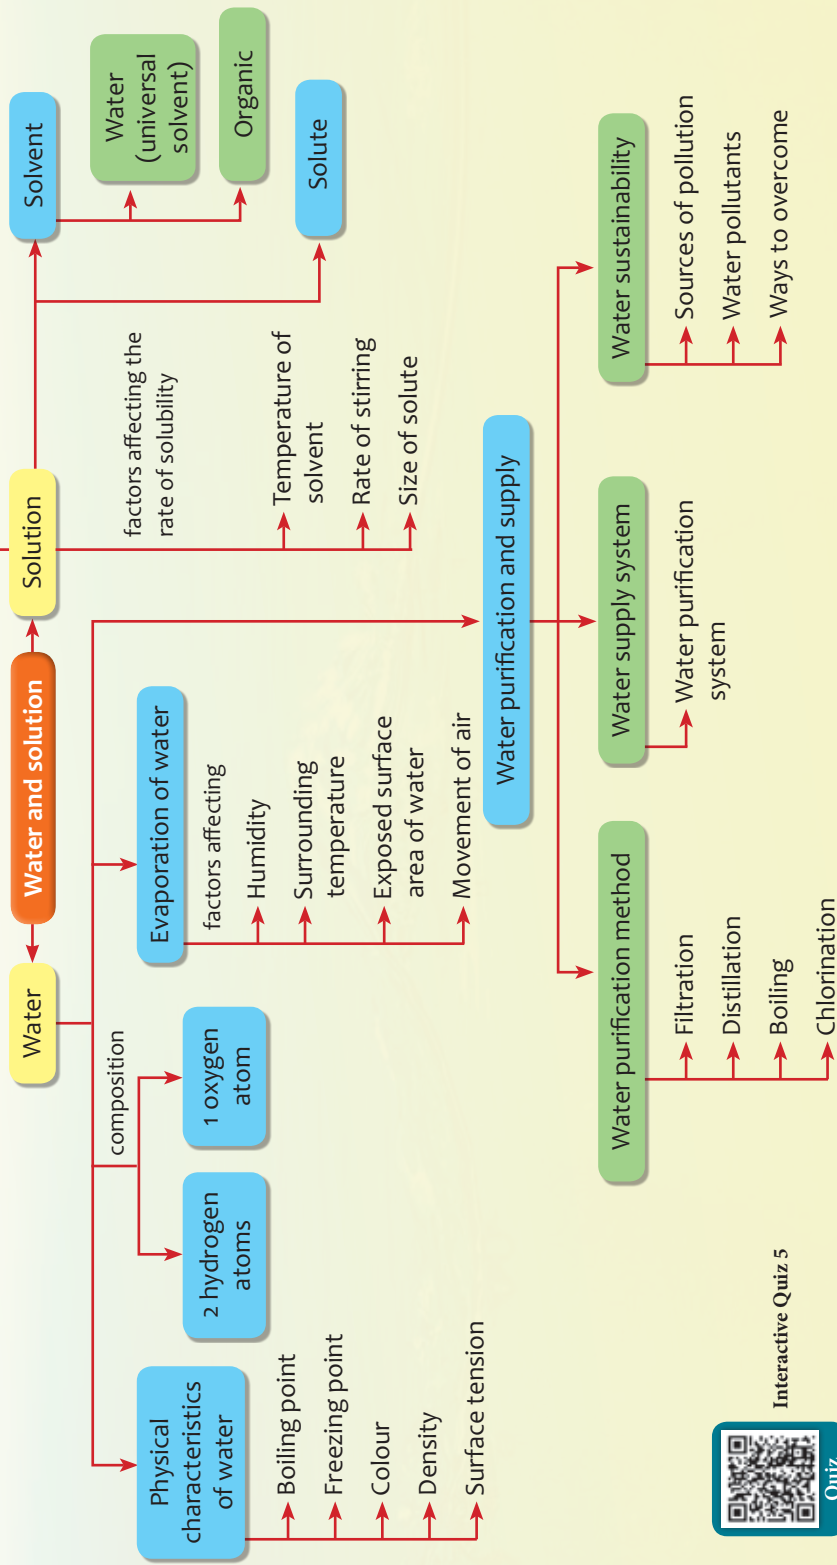 Water and solution
Water
Solution
Physical
characteristics
of water
Boiling point
Freezing point
Colour
Density
Surface tension
composition
2 hydrogen
atoms
1 oxygen
atom
Evaporation of water
factors affecting
Humidity
Surrounding
temperature
Exposed surface
area of water
Movement of air
factors affecting the
rate of solubility
Temperature of
solvent
Rate of stirring
Size of solute
Solvent
Water
(universal
solvent)
Organic
Solute
Water purification and supply
Water purification method
Filtration
Distillation
Boiling
Chlorination
Water supply system
Water purification
system
Water sustainability
Sources of pollution
Water pollutants
Ways to overcome
Quiz
Interactive Quiz 5